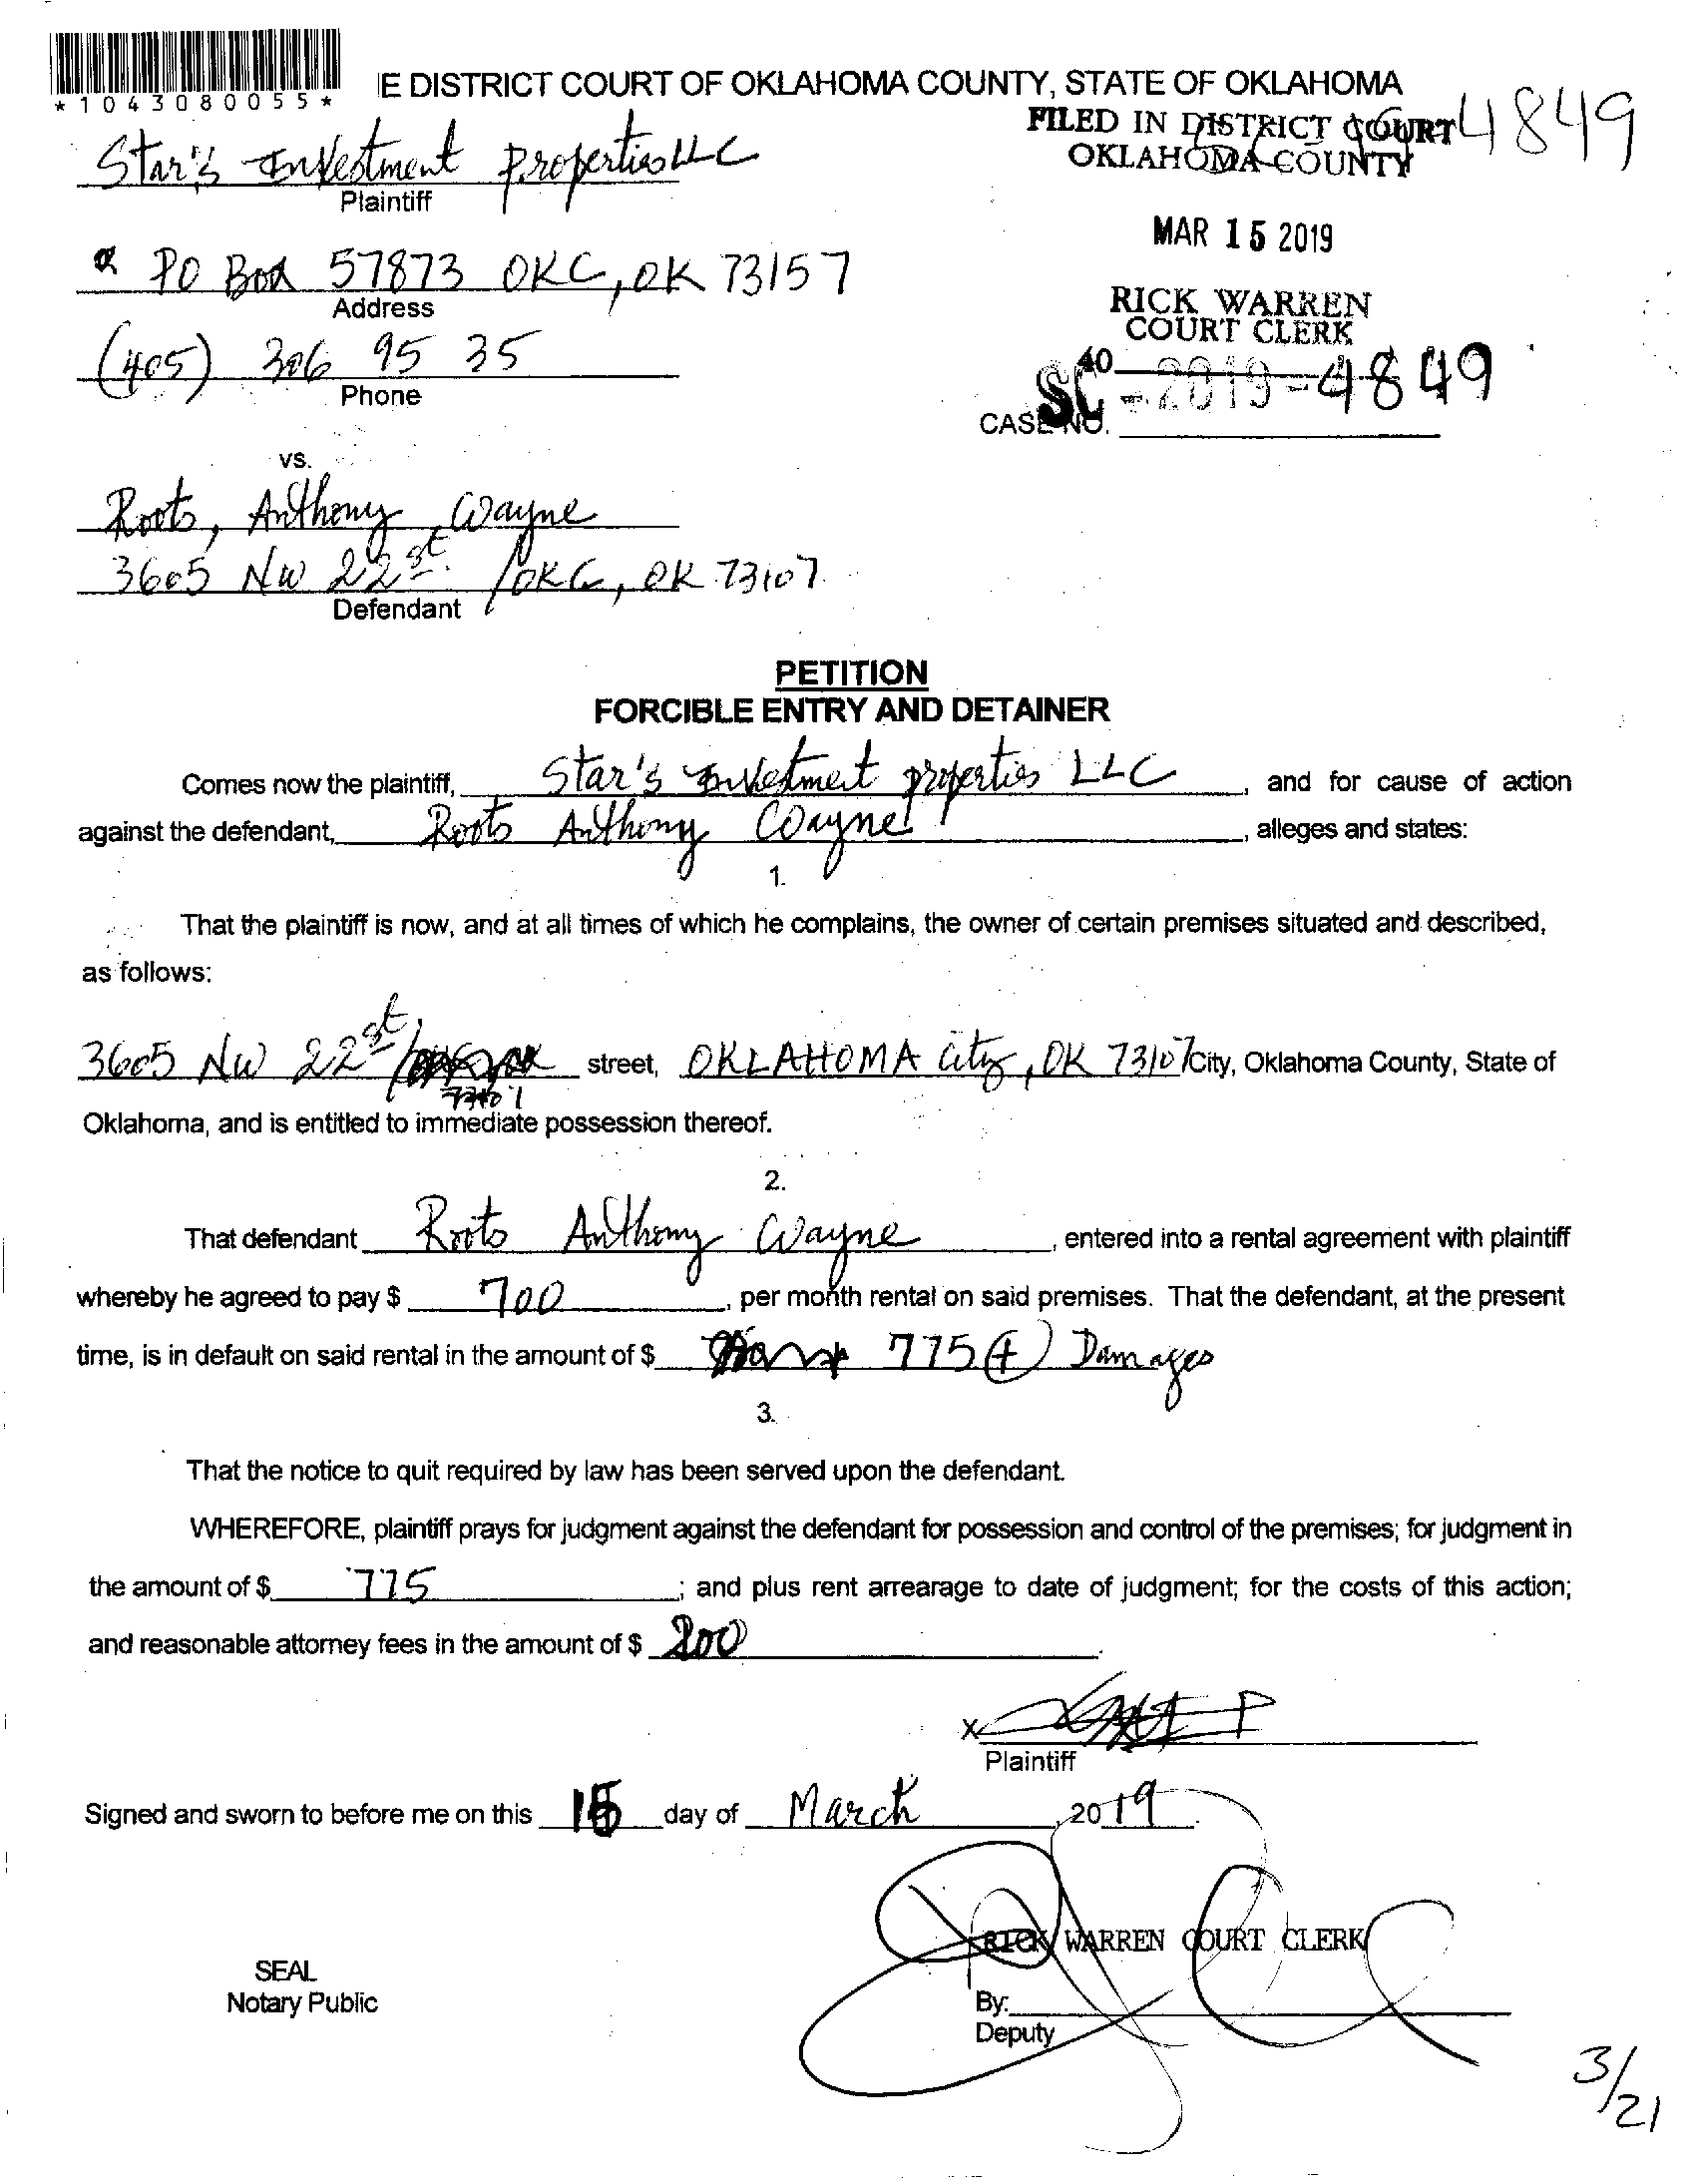 *1043080055*
E DISTRICT COURT OF OKLAHOMA COUNTY, STATE OF OKLAHOMA
FILED IN DISTRICT COURT
OKLAHOMA COUNTY
4849
Star's Investment Properties LLC
Plaintiff
MAR 15 2019
PO Box 57873 OKC, OK 73157
Address
RICK WARREN
COURT CLERK
(405) 306 95 35
Phone
40
SC-2019-4849
CASE NO.
vs.
Roots, Anthony, Wayne
3605 NW 22st. / OKC, OK 73107
Defendant
PETITION
FORCIBLE ENTRY AND DETAINER
Comes now the plaintiff, Star's Investment properties LLC, and for cause of action
against the defendant, Roots Anthony Wayne, alleges and states:
1.
That the plaintiff is now, and at all times of which he complains, the owner of certain premises situated and described,
as follows:
3605 NW 22st, street, OKLAHOMA City, OK 73107 City, Oklahoma County, State of
Oklahoma, and is entitled to immediate possession thereof.
2.
That defendant Roots Anthony Wayne, entered into a rental agreement with plaintiff
whereby he agreed to pay $ 700, per month rental on said premises. That the defendant, at the present
time, is in default on said rental in the amount of $ 775 (+) Damages
3.
That the notice to quit required by law has been served upon the defendant.
WHEREFORE, plaintiff prays for judgment against the defendant for possession and control of the premises; for judgment in
the amount of $ 775; and plus rent arrearage to date of judgment; for the costs of this action;
and reasonable attorney fees in the amount of $ 200.
X
Plaintiff
Signed and sworn to before me on this 15 day of March, 2019.
RICK WARREN COURT CLERK
SEAL
Notary Public
By:
Deputy
3/21